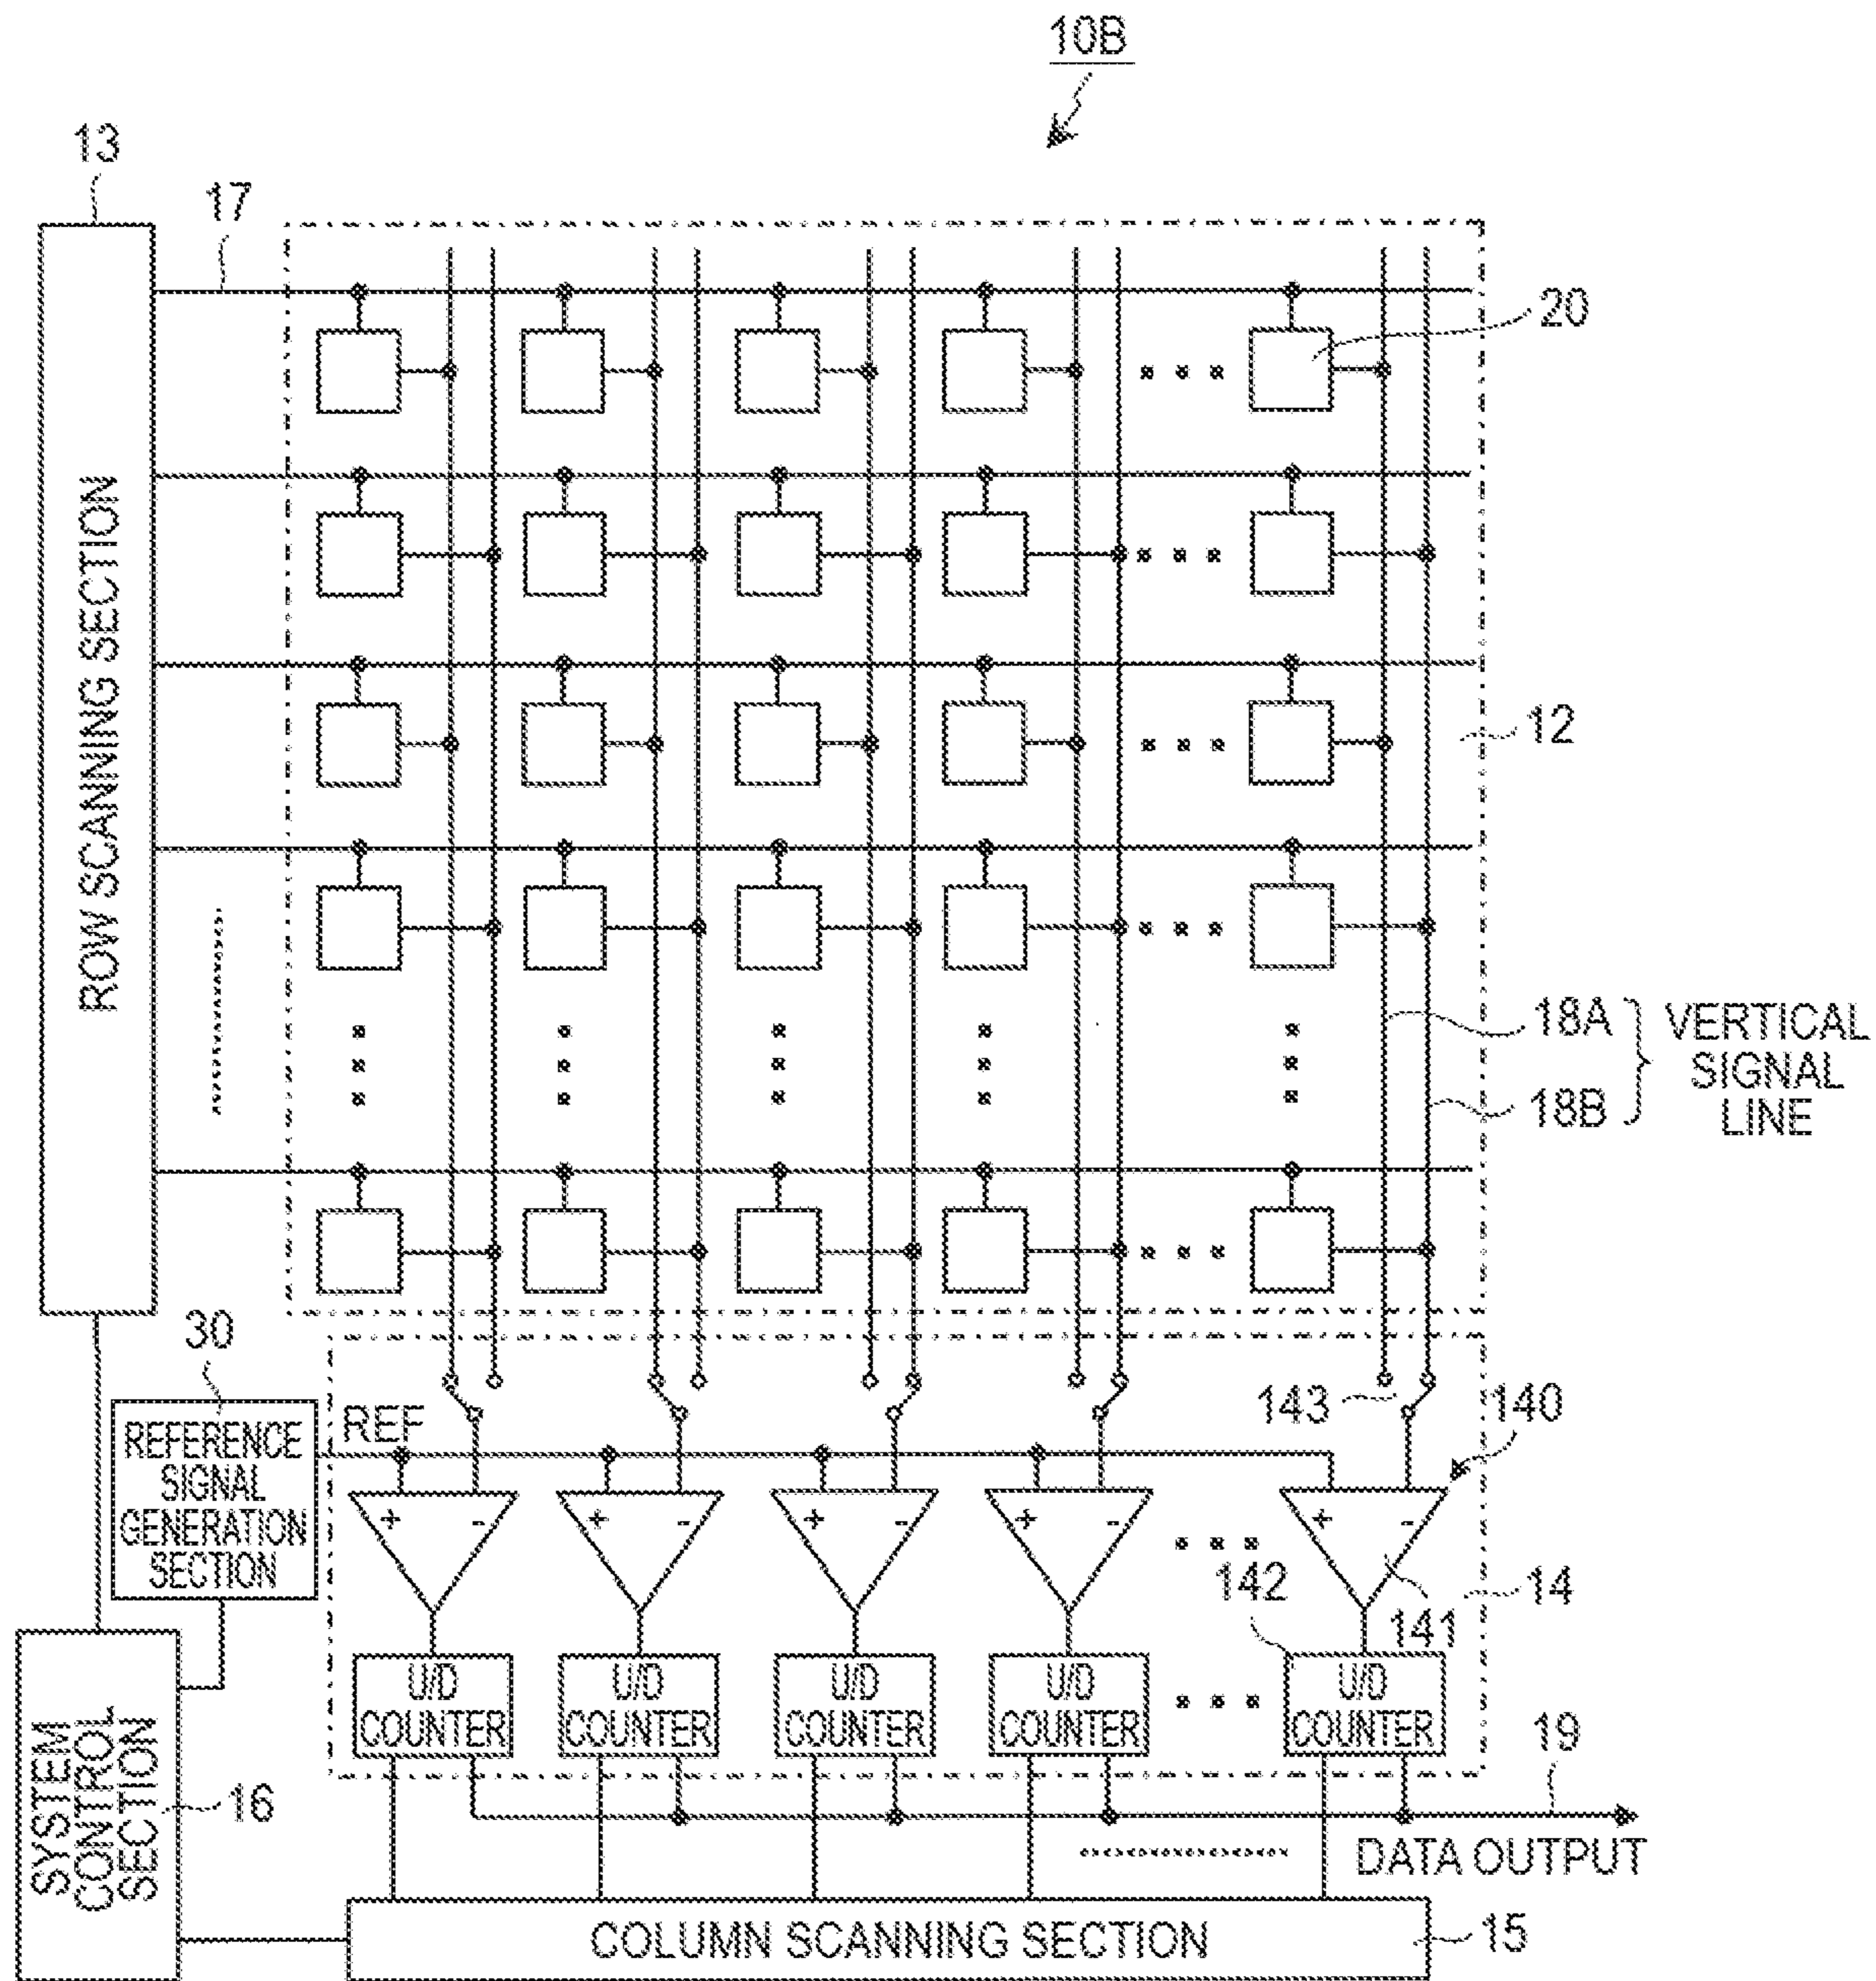 10B
13
17
20
ROW SCANNING SECTION
12
18A
18B
VERTICAL
SIGNAL
LINE
30
REFERENCE
SIGNAL
GENERATION
SECTION
REF
143
140
+ -
+ -
+ -
+ -
+ -
142
141
14
U/D
COUNTER
U/D
COUNTER
U/D
COUNTER
U/D
COUNTER
U/D
COUNTER
SYSTEM
CONTROL
SECTION
16
19
DATA OUTPUT
COLUMN SCANNING SECTION
15